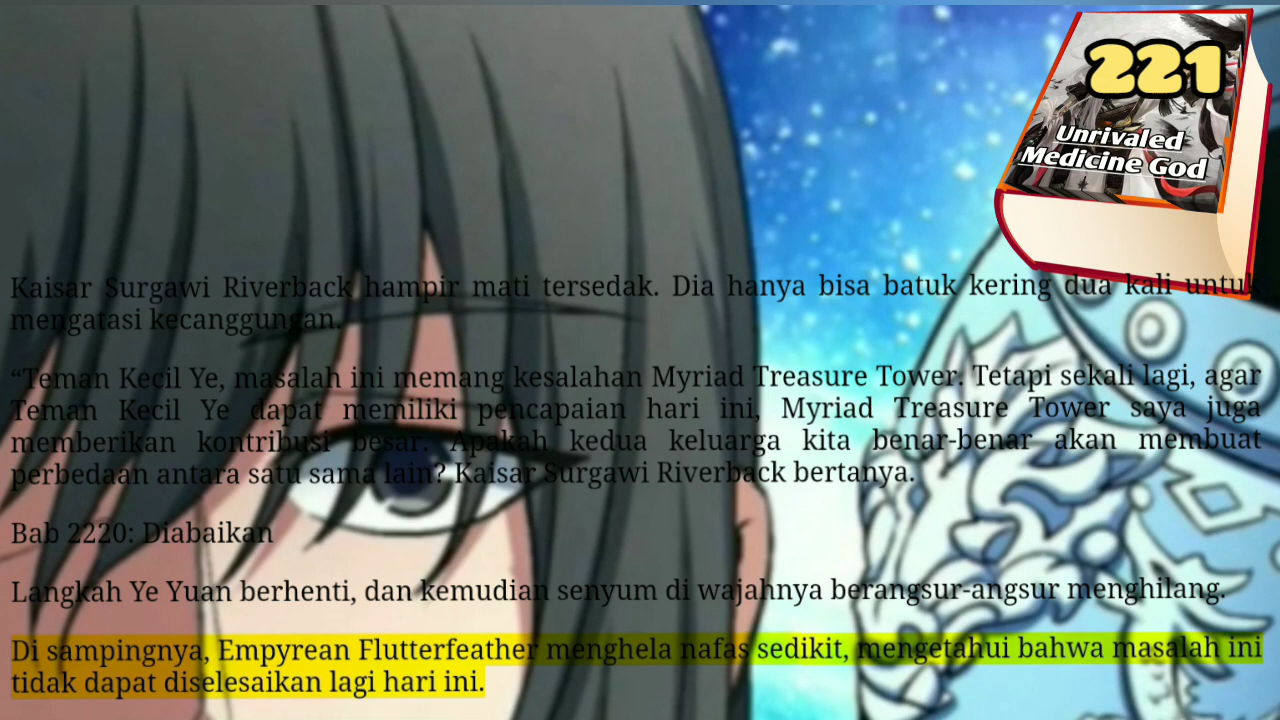 221
Unrivaled
Medicine God
Kaisar Surgawi Riverback hampir mati tersedak. Dia hanya bisa batuk kering dua kali untuk
mengatasi kecanggungan.
“Teman Kecil Ye, masalah ini memang kesalahan Myriad Treasure Tower. Tetapi sekali lagi, agar
Teman Kecil Ye dapat memiliki pencapaian hari ini, Myriad Treasure Tower saya juga
memberikan kontribusi besar. Apakah kedua keluarga kita benar-benar akan membuat
perbedaan antara satu sama lain? Kaisar Surgawi Riverback bertanya.
Bab 2220: Diabaikan
Langkah Ye Yuan berhenti, dan kemudian senyum di wajahnya berangsur-angsur menghilang.
Di sampingnya, Empyrean Flutterfeather menghela nafas sedikit, mengetahui bahwa masalah ini
tidak dapat diselesaikan lagi hari ini.